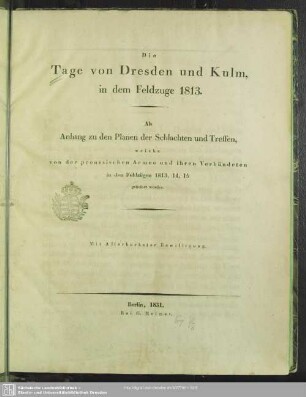 Die
Tage von Dresden und Kulm,
in dem Feldzuge 1813.
Als
Anhang zu den Planen der Schlachten und Treffen,
welche
von der preussischen Armee und ihren Verbündeten
in den Feldzügen 1813, 14, 15
geliefert worden
Mit Allerhöchster Bewilligung.
Berlin, 1831.
Bei G. Reimer.